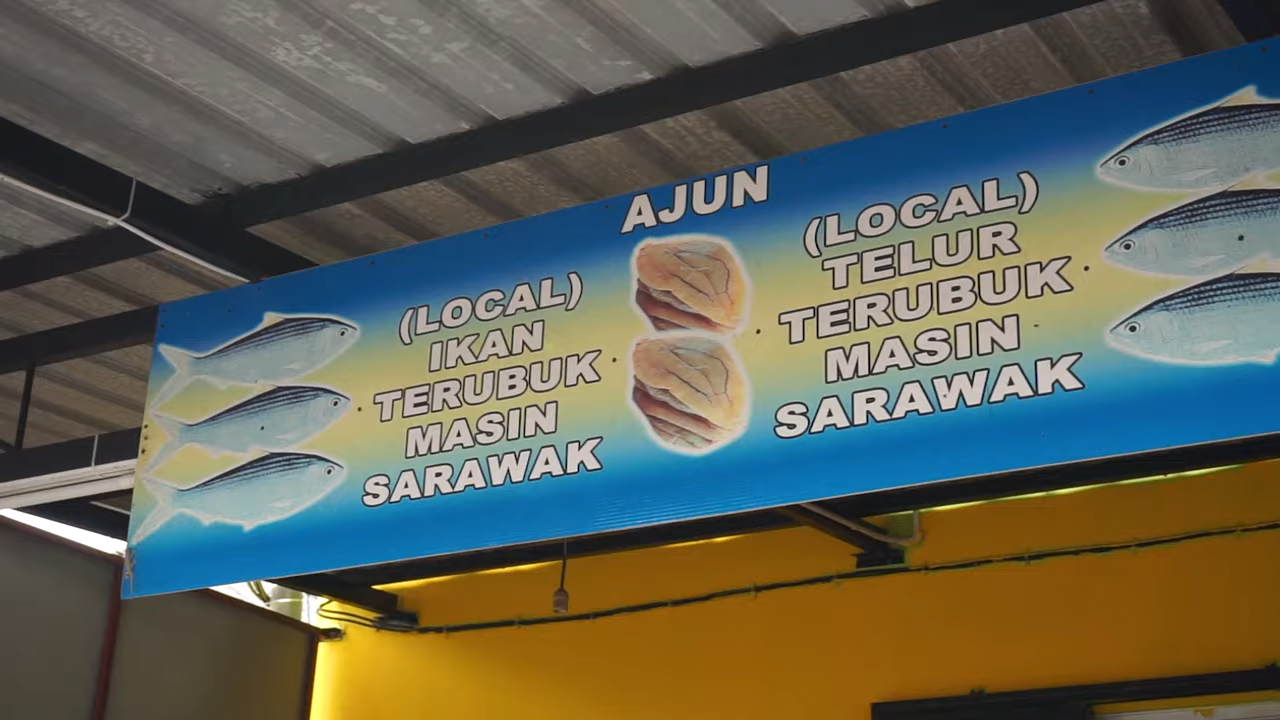 AJUN
(LOCAL)
IKAN
TERUBUK
MASIN
SARAWAK
(LOCAL)
TELUR
TERUBUK
MASIN
SARAWAK